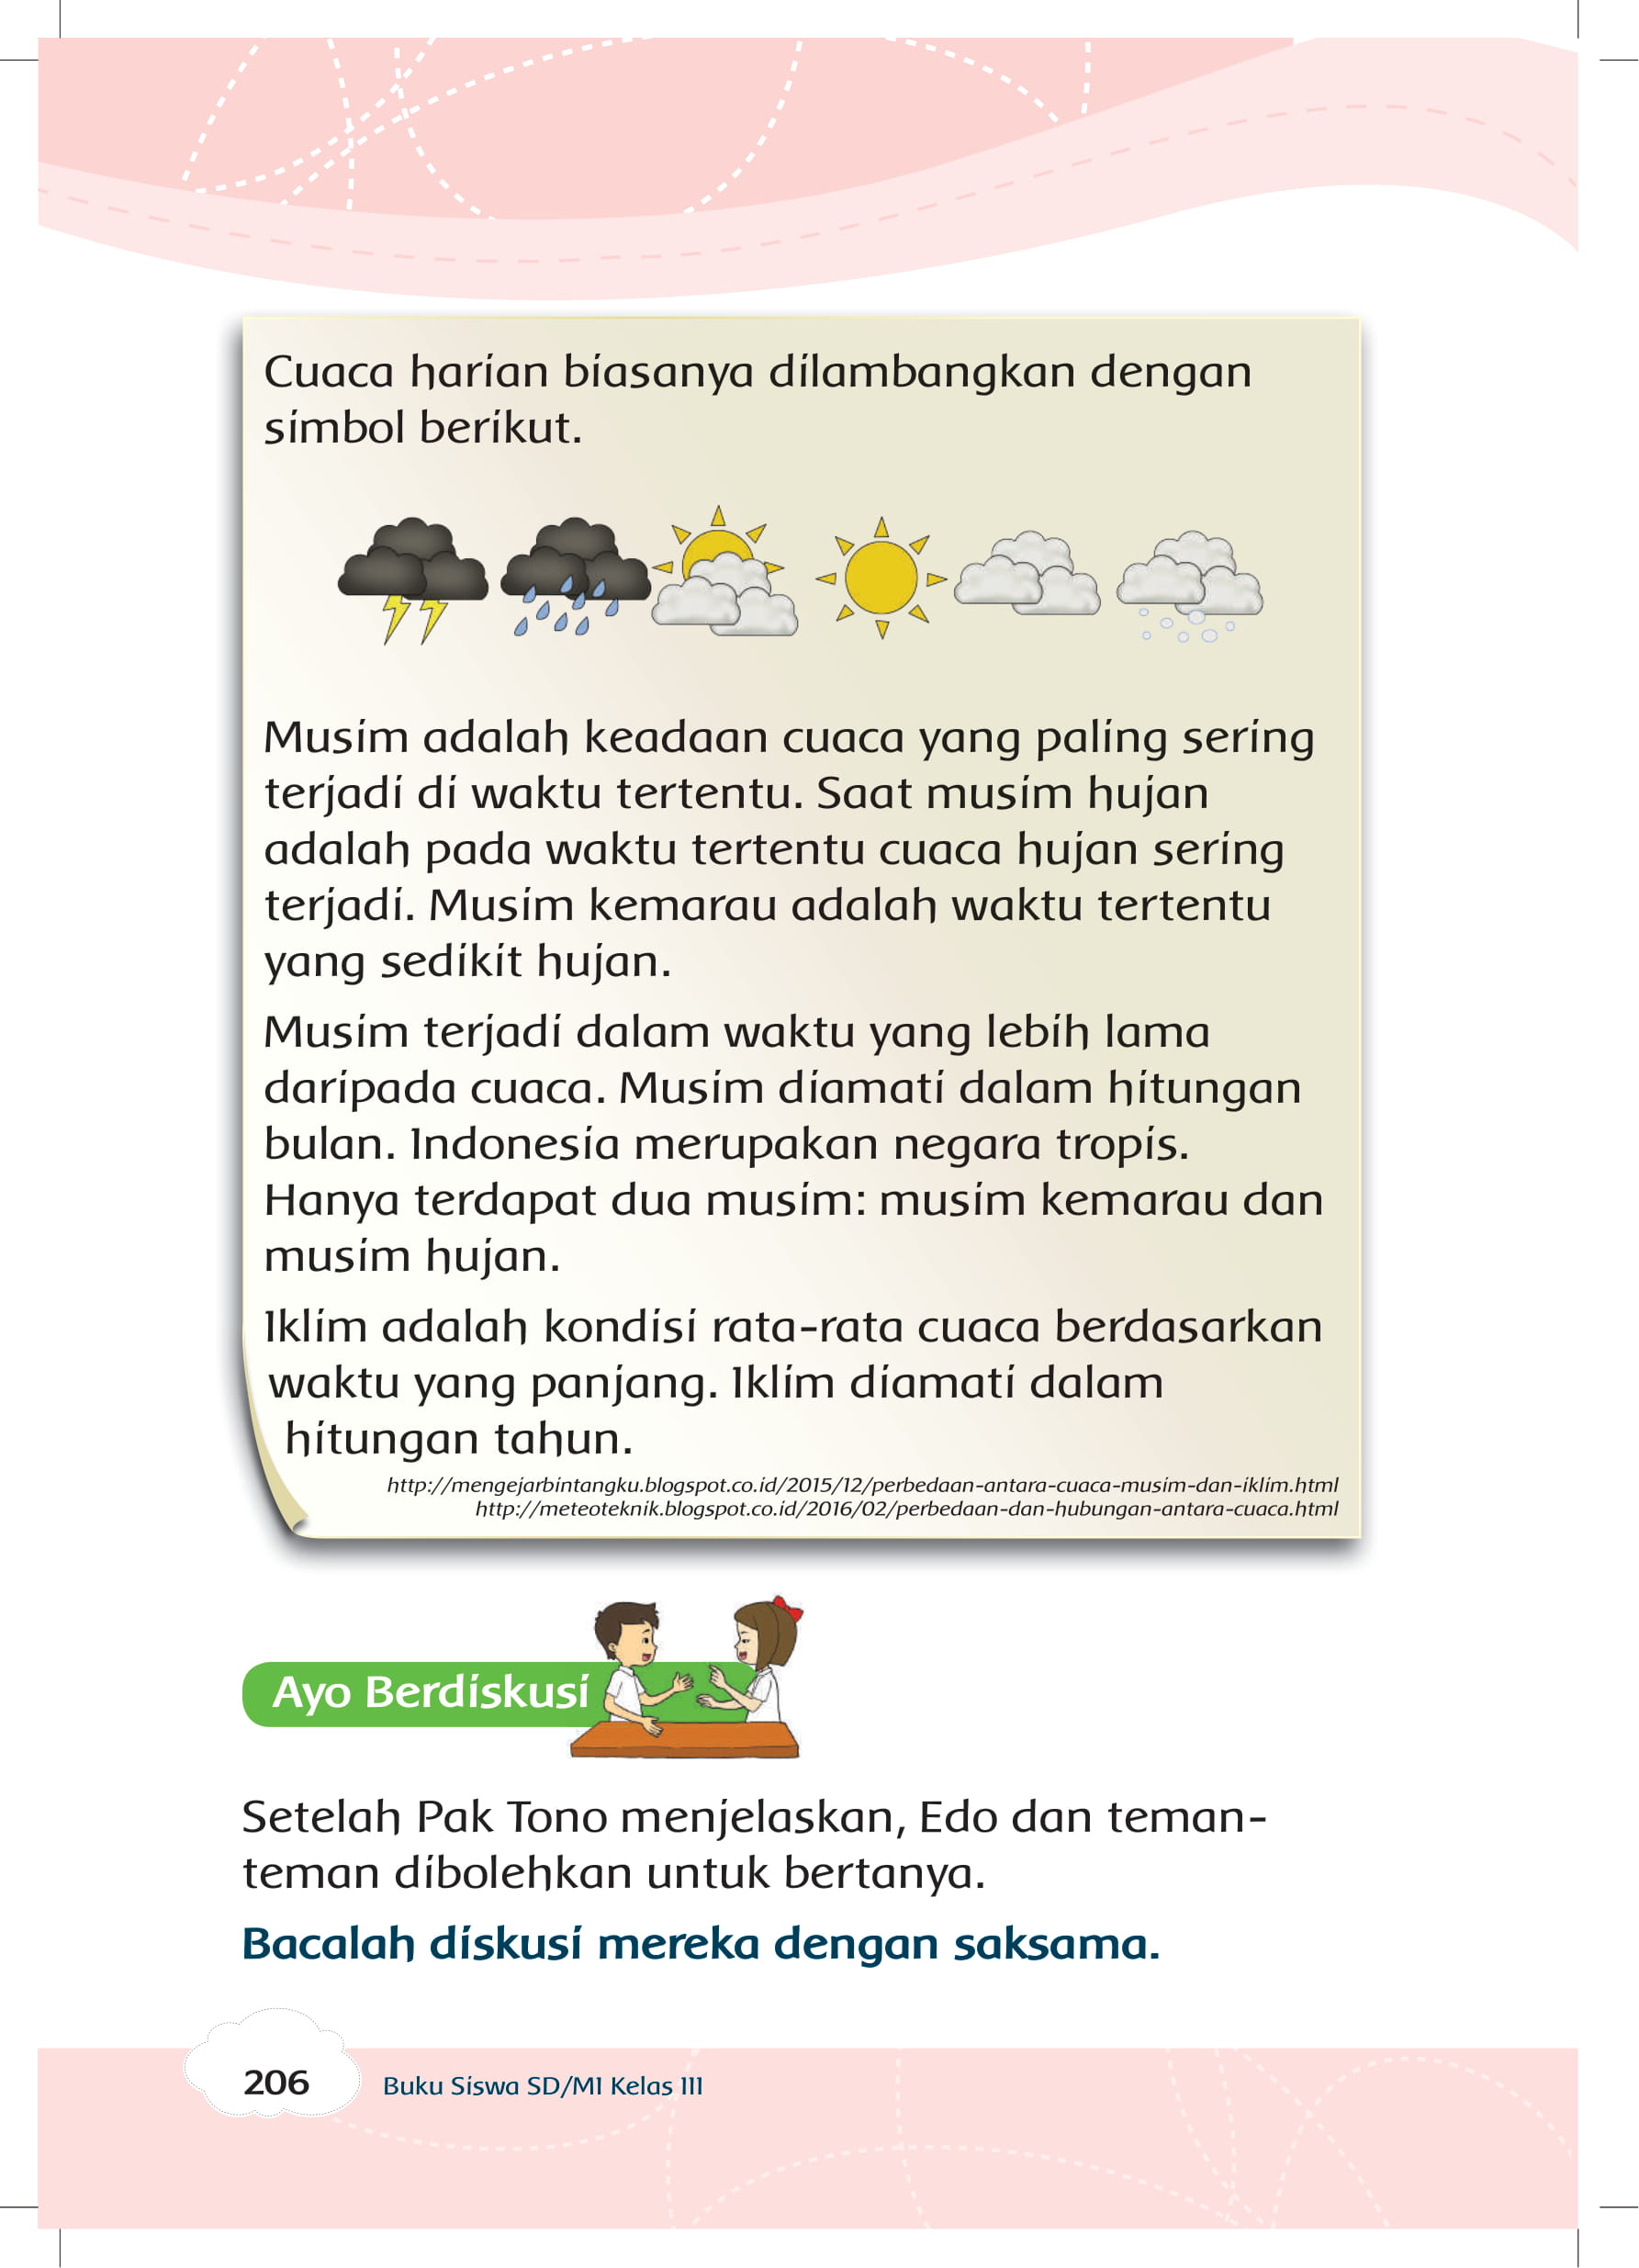 Cuaca harian biasanya dilambangkan dengan
simbol berikut.
Musim adalah keadaan cuaca yang paling sering
terjadi di waktu tertentu. Saat musim hujan
adalah pada waktu tertentu cuaca hujan sering
terjadi. Musim kemarau adalah waktu tertentu
yang sedikit hujan.
Musim terjadi dalam waktu yang lebih lama
daripada cuaca. Musim diamati dalam hitungan
bulan. Indonesia merupakan negara tropis.
Hanya terdapat dua musim: musim kemarau dan
musim hujan.
Iklim adalah kondisi rata-rata cuaca berdasarkan
waktu yang panjang. Iklim diamati dalam
hitungan tahun.
http://mengejarbintangku.blogspot.co.id/2015/12/perbedaan-antara-cuaca-musim-dan-iklim.html
http://meteoteknik.blogspot.co.id/2016/02/perbedaan-dan-hubungan-antara-cuaca.html
Ayo Berdiskusi
Setelah Pak Tono menjelaskan, Edo dan teman-
teman dibolehkan untuk bertanya.
Bacalah diskusi mereka dengan saksama.
206
Buku Siswa SD/MI Kelas III